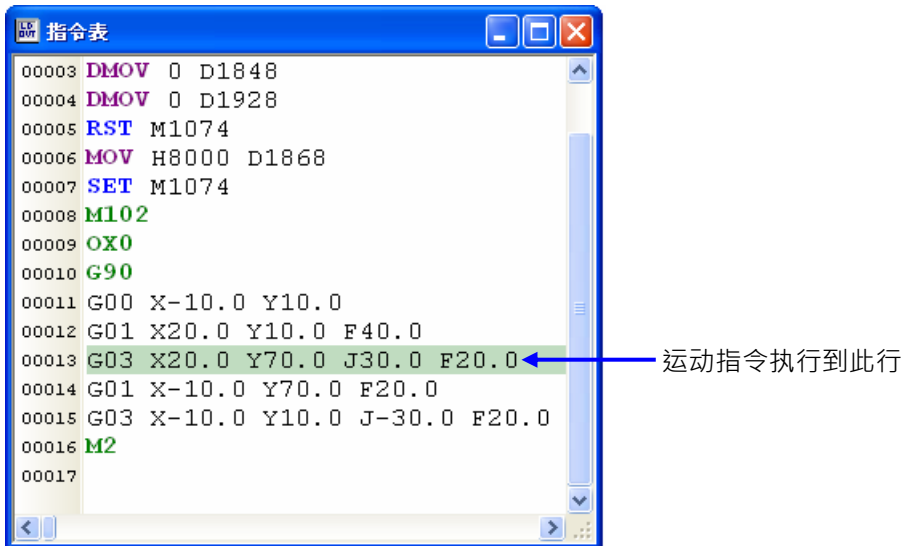 指令表
00003 DMOV 0 D1848
00004 DMOV 0 D1928
00005 RST M1074
00006 MOV H8000 D1868
00007 SET M1074
00008 M102
00009 OX0
00010 G90
00011 G00 X-10.0 Y10.0
00012 G01 X20.0 Y10.0 F40.0
00013 G03 X20.0 Y70.0 J30.0 F20.0 运动指令执行到此行
00014 G01 X-10.0 Y70.0 F20.0
00015 G03 X-10.0 Y10.0 J-30.0 F20.0
00016 M2
00017